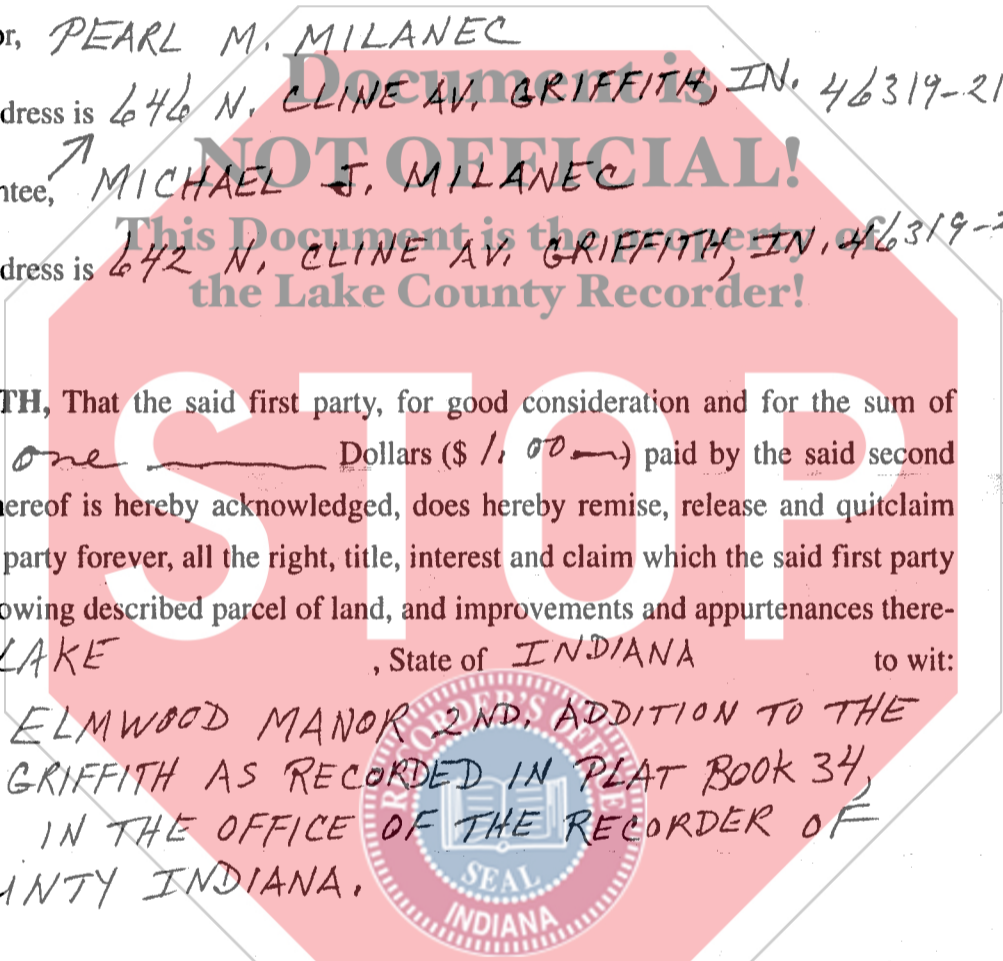 or, PEARL M. MILANEC
dress is 646 N. CLINE AV. GRIFFITH, IN. 46319-21
ntee, MICHAEL J. MILANEC
dress is 642 N. CLINE AV. GRIFFITH, IN. 46319-2
Document is
NOT OFFICIAL!
This Document is the property of
the Lake County Recorder!
STOP
TH, That the said first party, for good consideration and for the sum of
one Dollars ($ 1.00 ) paid by the said second
ereof is hereby acknowledged, does hereby remise, release and quitclaim
party forever, all the right, title, interest and claim which the said first party
owing described parcel of land, and improvements and appurtenances there-
LAKE , State of INDIANA to wit:
ELMWOOD MANOR 2ND. ADDITION TO THE
GRIFFITH AS RECORDED IN PLAT BOOK 34,
IN THE OFFICE OF THE RECORDER OF
UNTY INDIANA.
RECORDER'S OFFICE
SEAL
INDIANA